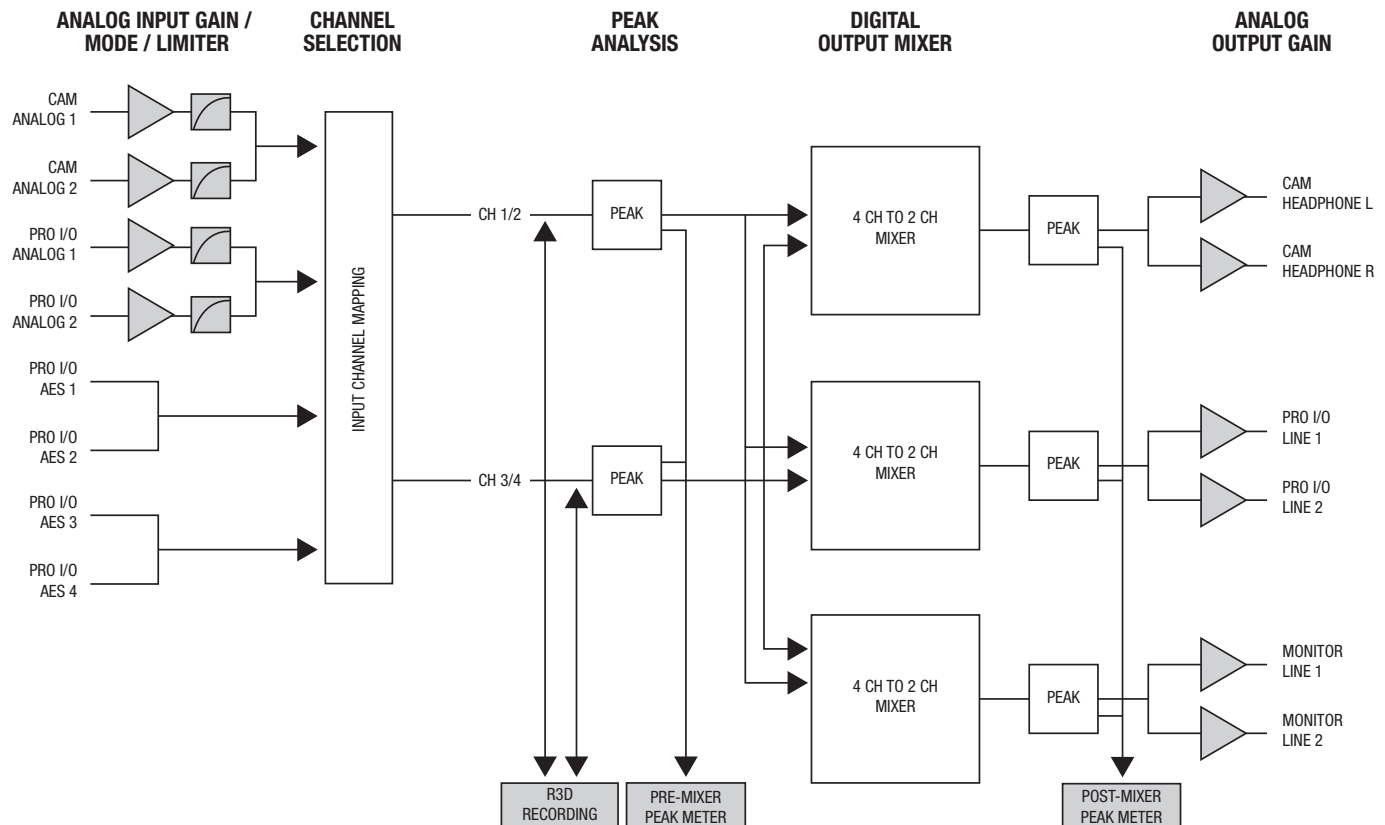 ANALOG INPUT GAIN /
MODE / LIMITER
CHANNEL
SELECTION
PEAK
ANALYSIS
DIGITAL
OUTPUT MIXER
ANALOG
OUTPUT GAIN
CAM
ANALOG 1
CAM
ANALOG 2
PRO I/O
ANALOG 1
PRO I/O
ANALOG 2
PRO I/O
AES 1
PRO I/O
AES 2
PRO I/O
AES 3
PRO I/O
AES 4
INPUT CHANNEL MAPPING
CH 1/2
CH 3/4
PEAK
PEAK
R3D
RECORDING
PRE-MIXER
PEAK METER
4 CH TO 2 CH
MIXER
4 CH TO 2 CH
MIXER
4 CH TO 2 CH
MIXER
PEAK
PEAK
PEAK
POST-MIXER
PEAK METER
CAM
HEADPHONE L
CAM
HEADPHONE R
PRO I/O
LINE 1
PRO I/O
LINE 2
MONITOR
LINE 1
MONITOR
LINE 2